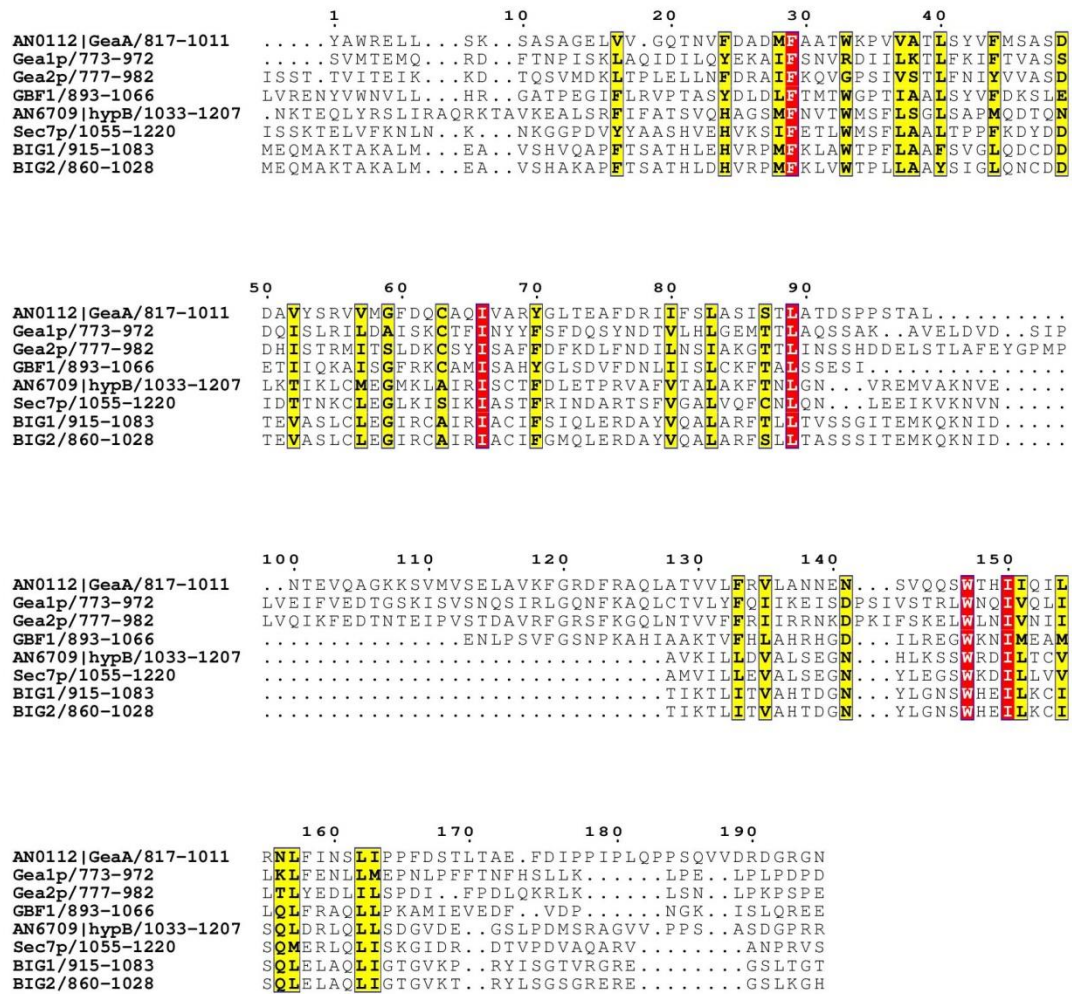 1 10 20 30 40
AN0112|GeaA/817-1011 .....YAWRELL...SK..SASAGELVV.GQTNVFDADMFAATWKPVVATLSYVFMSASD
Gea1p/773-972 .....SVMTEMQ...RD..FTNPISKLAQIDILQYEKAIFSNVRDIILKTLFKIFTVASS
Gea2p/777-982 ISST.TVITEIK...KD..TQSVMDKLTPLELLNFDRAIFKQVGPSIVSTLFNIYVVASD
GBF1/893-1066 LVRENYVWNVLL...HR..GATPEGIFLRVPTASYDLDLFTMTWGPTIAALSYVFDKSLE
AN6709|hypB/1033-1207 .NKTEQLYRSLIRAQRKTAVKEALSRFIFATSVQHAGSMFNVTWMSFLSGLSAPMQDTQN
Sec7p/1055-1220 ISSKTELVFKNLN...K..NKGGPDVYYAASHVEHVKSIFETLWMSFLAALTPPFKDYDD
BIG1/915-1083 MEQMAKTAKALM...EA..VSHVQAPFTSATHLEHVRPMFKLAWTPFLAAFSVGLQDCDD
BIG2/860-1028 MEQMAKTAKALM...EA..VSHAKAPFTSATHLDHVRPMFKLVWTPLLAAYSIGLQNCDD
50 60 70 80 90
AN0112|GeaA/817-1011 DAVYSRVVMGFDQCAQIVARYGLTEAFDRIIFSLASISTLATDSPPSTAL..........
Gea1p/773-972 DQISLRILDAISKCTFINYYFSFDQSYNDTVLHLGEMTTLAQSSAK..AVELDVD..SIP
Gea2p/777-982 DHISTRMITSLDKCSYISAFFDFKDLFNDILNSIAKGTTLINSSHDDELSTLAFEYGPMP
GBF1/893-1066 ETIIQKAISGFRKCAMISAHYGLSDVFDNLIISLCKFTALSSESI...............
AN6709|hypB/1033-1207 LKTIKLCMEGMKLAIRISCTFDLETPRVAFVTALAKFTNLGN...VREMVAKNVE.....
Sec7p/1055-1220 IDTTNKCLEGLKISIKIASTFRINDARTSFVGALVQFCNLQN...LEEIKVKNVN.....
BIG1/915-1083 TEVASLCLEGIRCAIRIACIFSIQLERDAYVQALARFTLLTVSSGITEMKQKNID.....
BIG2/860-1028 TEVASLCLEGIRCAIRIACIFGMQLERDAYVQALARFSLLTASSSITEMKQKNID.....
100 110 120 130 140 150
AN0112|GeaA/817-1011 ..NTEVQAGKKSVMVSELAVKFGRDFRAQLATVVLFRVLANNEN...SVQQSWTHIIQIL
Gea1p/773-972 LVEIFVEDTGSKISVSNQSIRLGQNFKAQLCTVLYFQIIKEISDPSIVSTRLWNQIVQLI
Gea2p/777-982 LVQIKFEDTNTEIPVSTDAVRFGRSFKGQLNTVVFFRIIRRNKDPKIFSKELWLNIVNII
GBF1/893-1066 ...............ENLPSVFGSNPKAHIAAKTVFHLAHRHGD...ILREGWKNIMEAM
AN6709|hypB/1033-1207 ..............................AVKILLDVALSEGN...HLKSSWRDILTCV
Sec7p/1055-1220 ..............................AMVILLEVALSEGN...YLEGSWKDILLVV
BIG1/915-1083 ..............................TIKTLITVAHTDGN...YLGNSWHEILKCI
BIG2/860-1028 ..............................TIKTLITVAHTDGN...YLGNSWHEILKCI
160 170 180 190
AN0112|GeaA/817-1011 RNLFINSLIPPFDSTLTAE.FDIPPIPLQPPSQVVDRDGRGN
Gea1p/773-972 LKLFENLLMEPNLPFFTNFHSLLK......LPE..LPLPDPD
Gea2p/777-982 LTLYEDLILSPDI..FPDLQKRLK......LSN..LPKPSPE
GBF1/893-1066 LQLFRAQLLPKAMIEVEDF..VDP......NGK..ISLQREE
AN6709|hypB/1033-1207 SQLDRLQLLSDGVDE..GSLPDMSRAGVV.PPS..ASDGPRR
Sec7p/1055-1220 SQMERLQLISKGIDR..DTVPDVAQARV.......ANPRVS
BIG1/915-1083 SQLELAQLIGTGVKP..RYISGTVRGRE.......GSLTGT
BIG2/860-1028 SQLELAQLIGTGVKT..RYLSGSGRERE.......GSLKGH